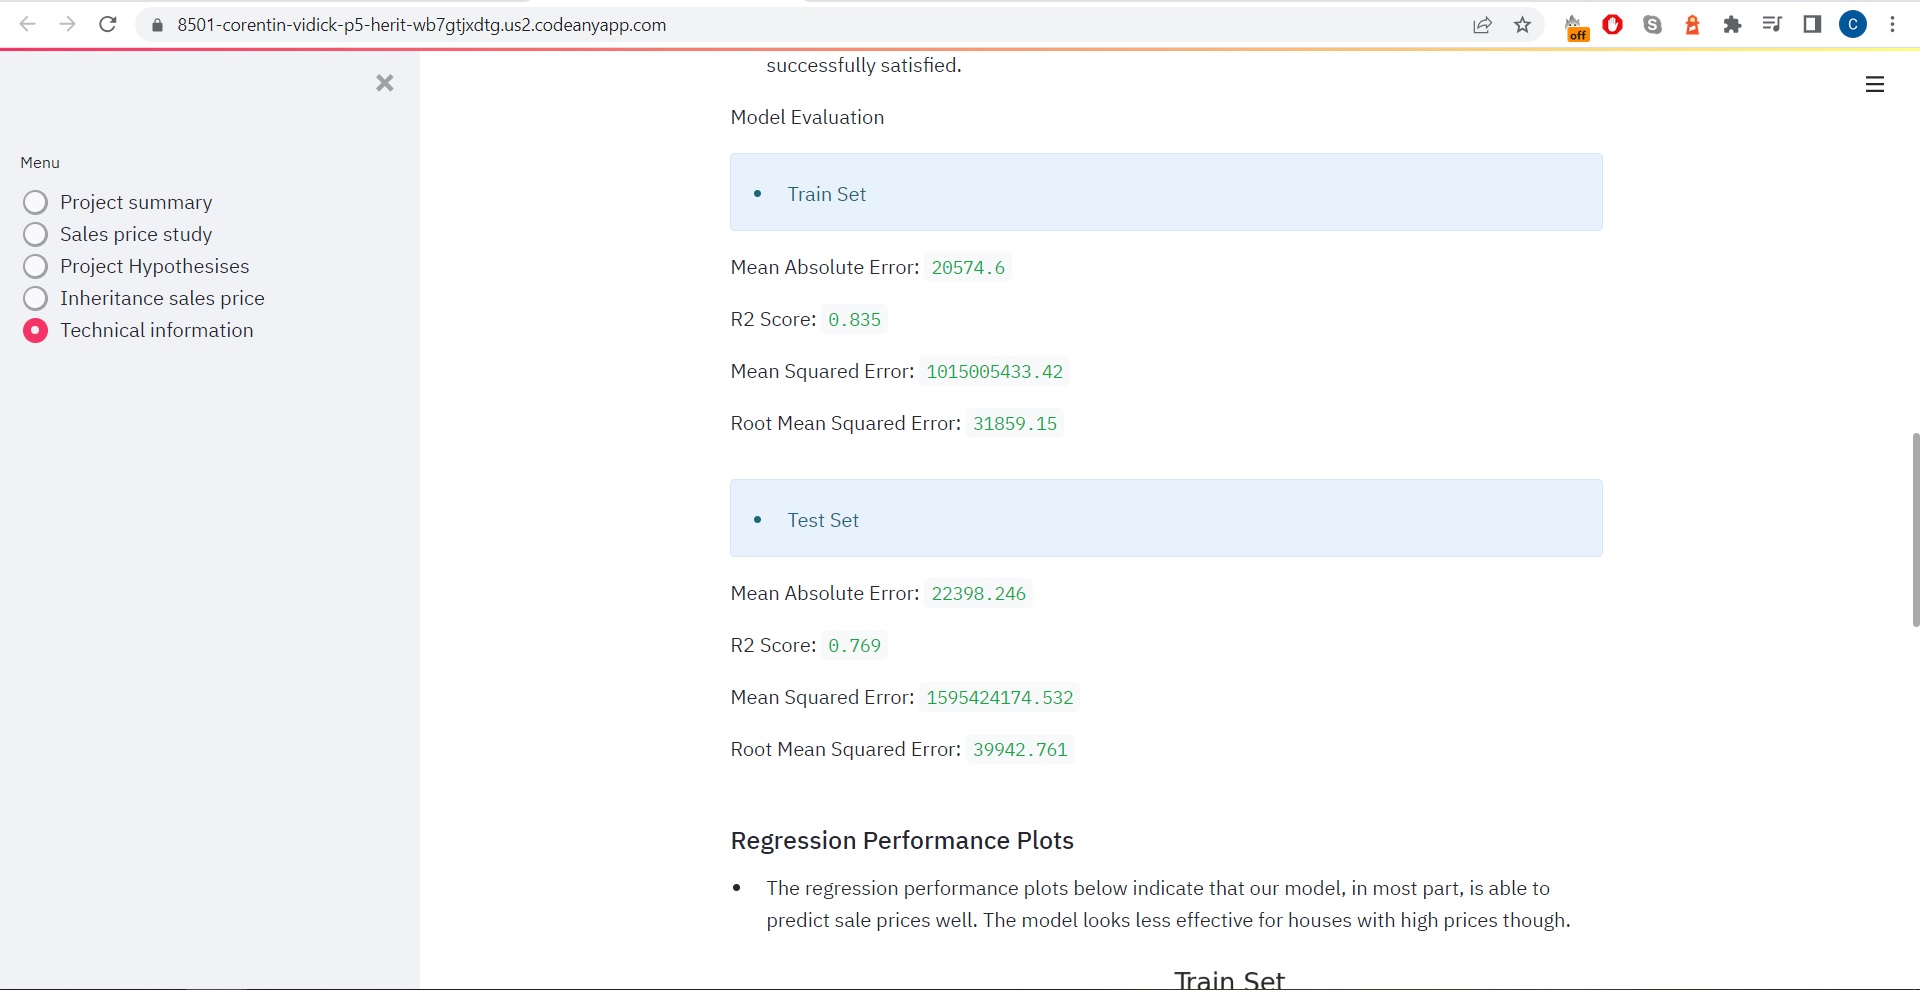 8501-corentin-vidick-p5-herit-wb7gtjxdtg.us2.codeanyapp.com
off
S
C
successfully satisfied.
Model Evaluation
Menu
Project summary
Sales price study
Project Hypothesises
Inheritance sales price
Technical information
• Train Set
Mean Absolute Error: 20574.6
R2 Score: 0.835
Mean Squared Error: 1015005433.42
Root Mean Squared Error: 31859.15
• Test Set
Mean Absolute Error: 22398.246
R2 Score: 0.769
Mean Squared Error: 1595424174.532
Root Mean Squared Error: 39942.761
Regression Performance Plots
• The regression performance plots below indicate that our model, in most part, is able to
predict sale prices well. The model looks less effective for houses with high prices though.
Train Set